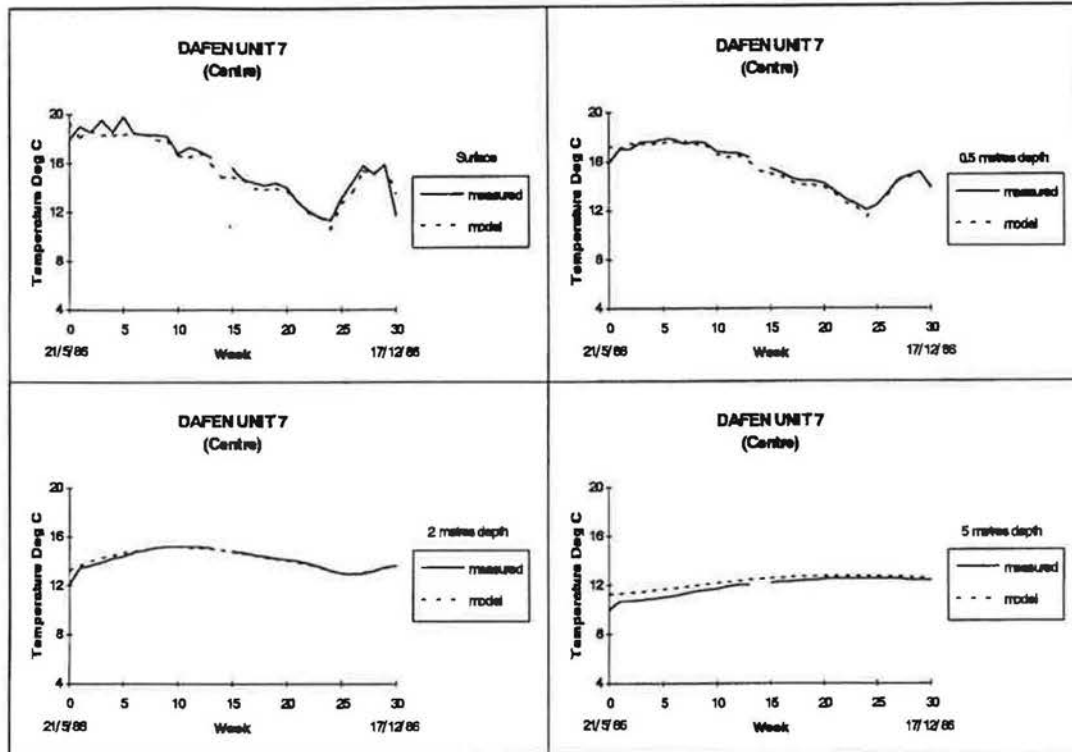 DAFEN UNIT 7
(Centre)
Temperature Deg C
20
16
12
8
4
0 5 10 15 20 25 30
21/5/86 17/12/86
Week
Surface
measured
model
DAFEN UNIT 7
(Centre)
Temperature Deg C
20
16
12
8
4
0 5 10 15 20 25 30
21/5/86 17/12/86
Week
0.5 metres depth
measured
model
DAFEN UNIT 7
(Centre)
Temperature Deg C
20
16
12
8
4
0 5 10 15 20 25 30
21/5/86 17/12/86
Week
2 metres depth
measured
model
DAFEN UNIT 7
(Centre)
Temperature Deg C
20
16
12
8
4
0 5 10 15 20 25 30
21/5/86 17/12/86
Week
5 metres depth
measured
model